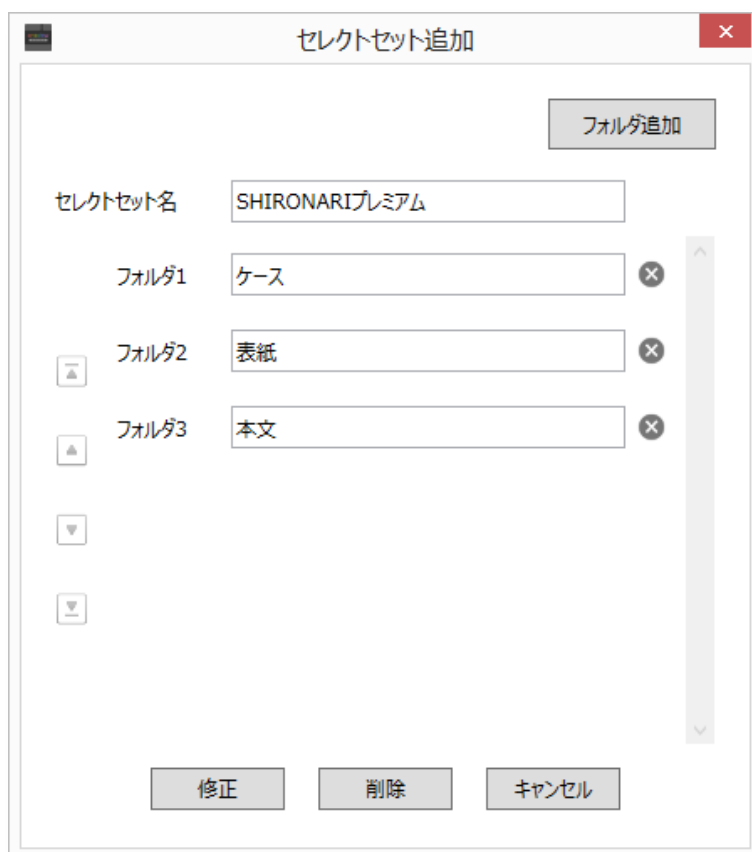 セレクトセット追加
フォルダ追加
セレクトセット名 SHIRONARIプレミアム
フォルダ1 ケース
フォルダ2 表紙
フォルダ3 本文
修正 削除 キャンセル